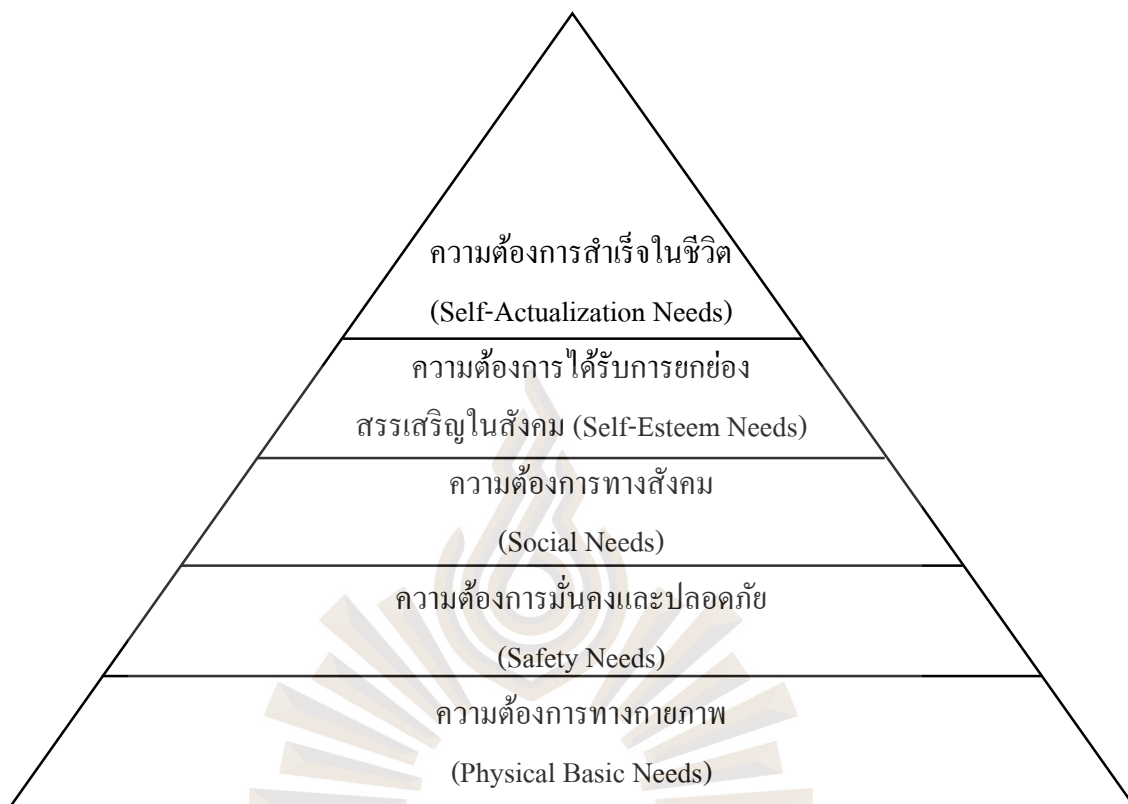 ความต้องการสำเร็จในชีวิต
(Self-Actualization Needs)
ความต้องการได้รับการยกย่อง
สรรเสริญในสังคม (Self-Esteem Needs)
ความต้องการทางสังคม
(Social Needs)
ความต้องการมั่นคงและปลอดภัย
(Safety Needs)
ความต้องการทางกายภาพ
(Physical Basic Needs)